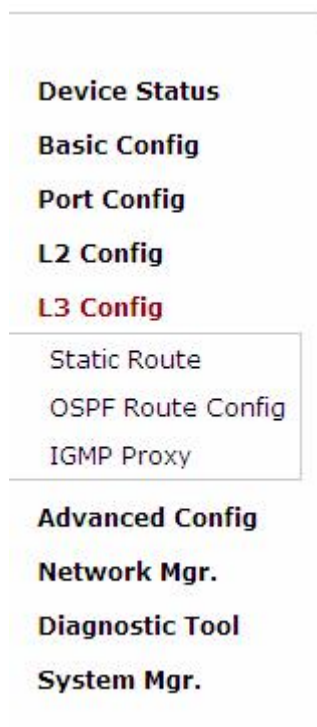 Device Status
Basic Config
Port Config
L2 Config
L3 Config
Static Route
OSPF Route Config
IGMP Proxy
Advanced Config
Network Mgr.
Diagnostic Tool
System Mgr.